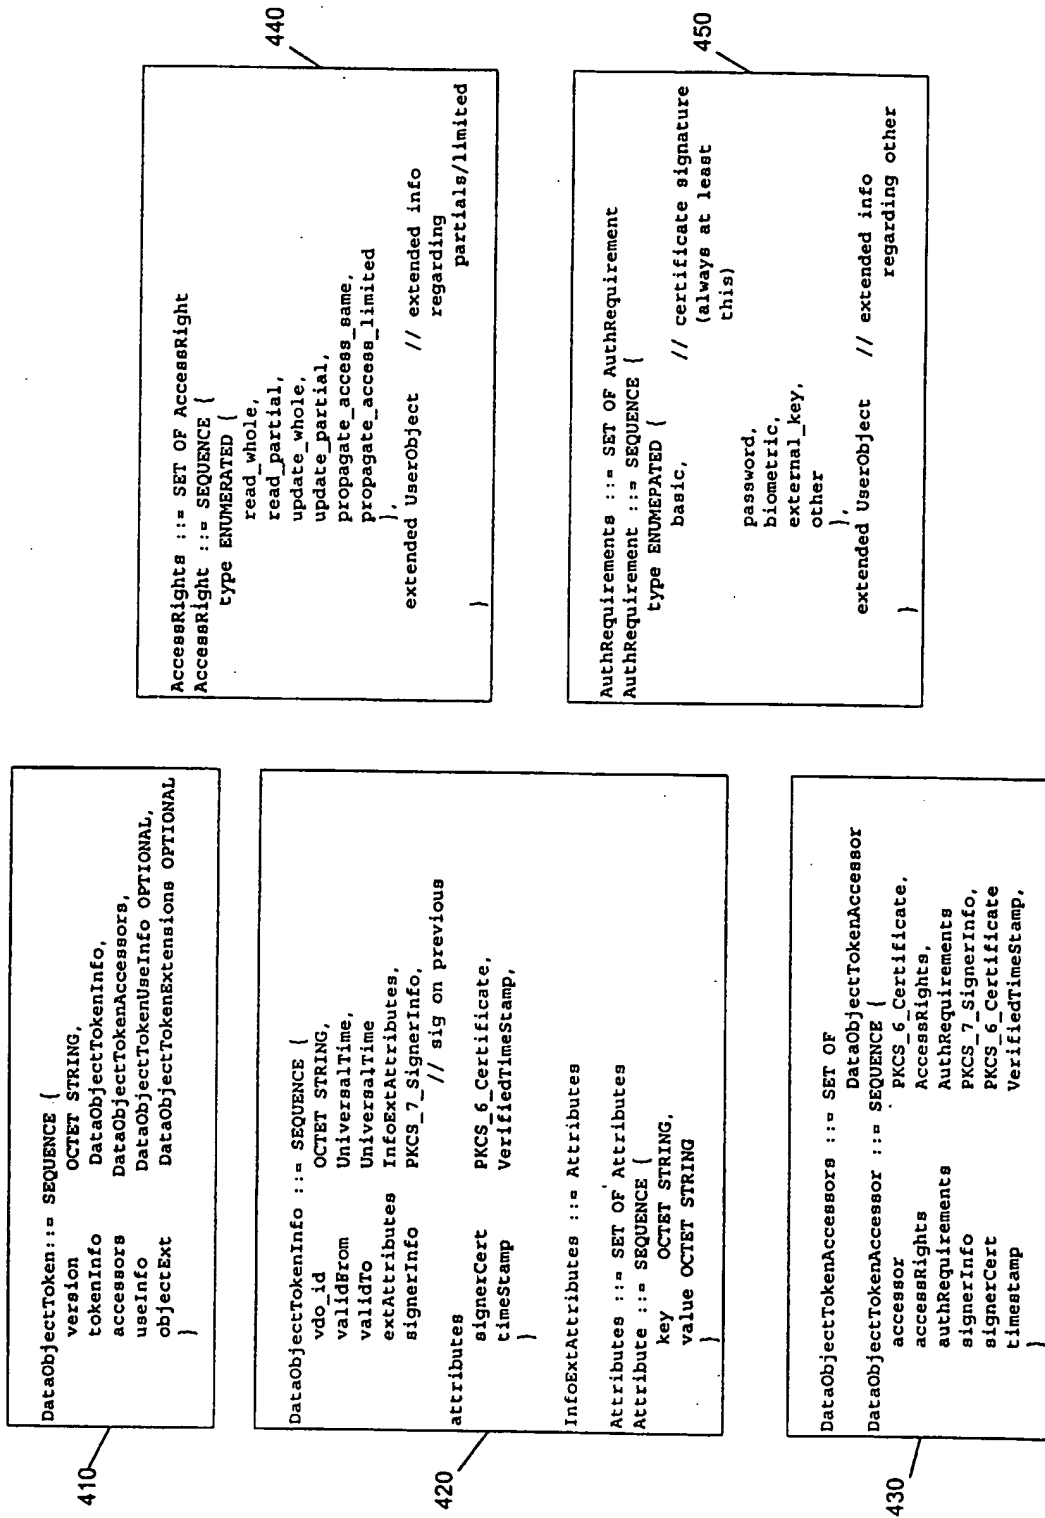 410
DataObjectToken::= SEQUENCE {
version OCTET STRING,
tokenInfo DataObjectTokenInfo,
accessors DataObjectTokenAccessors,
useInfo DataObjectTokenUseInfo OPTIONAL,
objectExt DataObjectTokenExtensions OPTIONAL
}
420
DataObjectTokenInfo ::= SEQUENCE {
vdo_id OCTET STRING,
validFrom UniversalTime,
validTo UniversalTime
extAttributes InfoExtAttributes,
signerInfo PKCS_7_SignerInfo,
// sig on previous
attributes
signerCert PKCS_6_Certificate,
timeStamp VerifiedTimeStamp,
}
InfoExtAttributes ::= Attributes
Attributes ::= SET OF Attributes
Attribute ::= SEQUENCE {
key OCTET STRING,
value OCTET STRING
}
430
DataObjectTokenAccessors ::= SET OF
DataObjectTokenAccessor
DataObjectTokenAccessor ::= SEQUENCE {
accessor PKCS_6_Certificate,
accessRights AccessRights,
authRequirements AuthRequirements
signerInfo PKCS_7_SignerInfo,
signerCert PKCS_6_Certificate
timestamp VerifiedTimeStamp,
}
440
AccessRights ::= SET OF AccessRight
AccessRight ::= SEQUENCE {
type ENUMERATED {
read_whole,
read_partial,
update_whole,
update_partial,
propagate_access_same,
propagate_access_limited
},
extended UserObject // extended info
regarding
partials/limited
}
450
AuthRequirements ::= SET OF AuthRequirement
AuthRequirement ::= SEQUENCE {
type ENUMEPATED {
basic, // certificate signature
(always at least
this)
password,
biometric,
external_key,
other
},
extended UserObject // extended info
regarding other
}